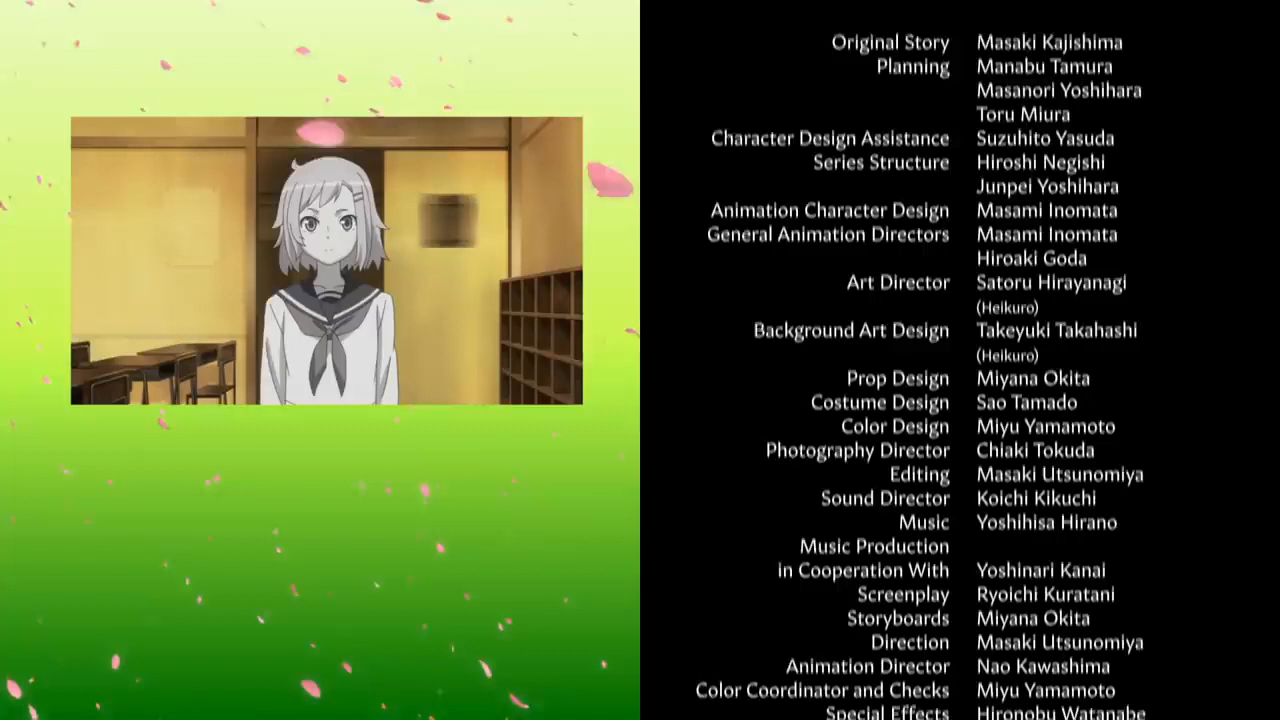 Original Story Masaki Kajishima
Planning Manabu Tamura
Masanori Yoshihara
Toru Miura
Character Design Assistance Suzuhito Yasuda
Series Structure Hiroshi Negishi
Junpei Yoshihara
Animation Character Design Masami Inomata
General Animation Directors Masami Inomata
Hiroaki Goda
Art Director Satoru Hirayanagi
(Heikuro)
Background Art Design Takeyuki Takahashi
(Heikuro)
Prop Design Miyana Okita
Costume Design Sao Tamado
Color Design Miyu Yamamoto
Photography Director Chiaki Tokuda
Editing Masaki Utsunomiya
Sound Director Koichi Kikuchi
Music Yoshihisa Hirano
Music Production
in Cooperation With Yoshinari Kanai
Screenplay Ryoichi Kuratani
Storyboards Miyana Okita
Direction Masaki Utsunomiya
Animation Director Nao Kawashima
Color Coordinator and Checks Miyu Yamamoto
Special Effects Hironobu Watanabe